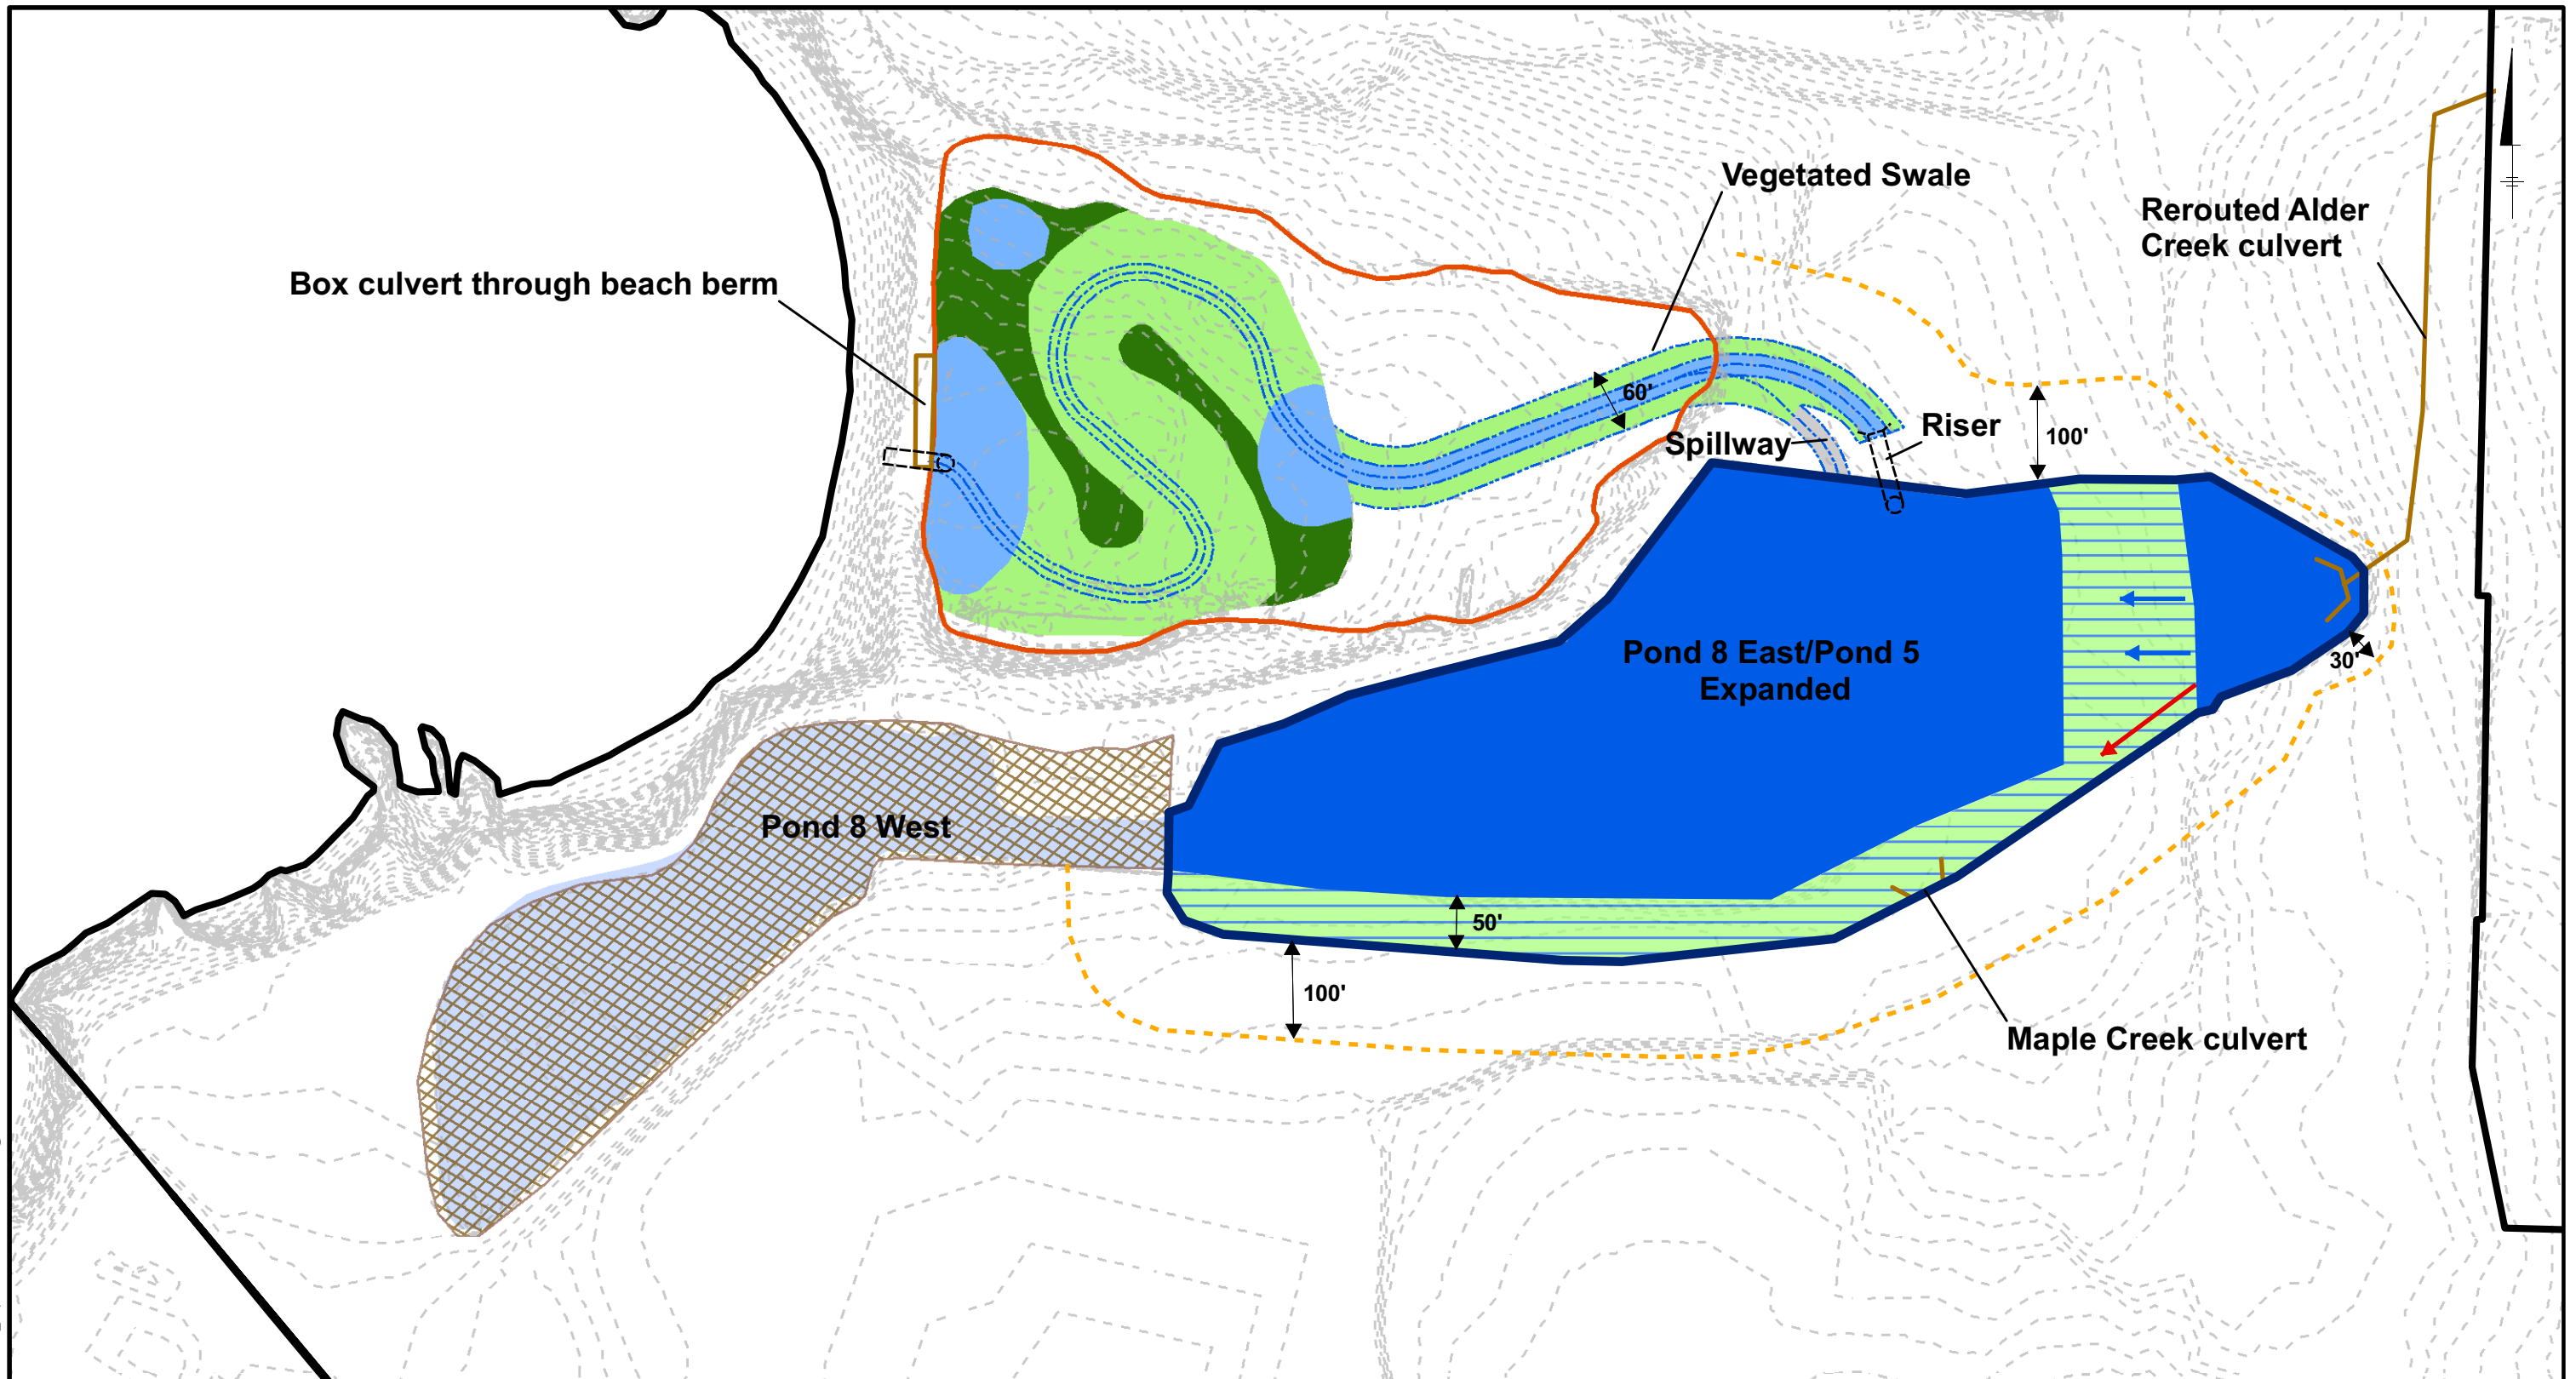 Vegetated Swale
Rerouted Alder
Creek culvert
Box culvert through beach berm
60'
Spillway
Riser
100'
Pond 8 East/Pond 5
Expanded
30'
Pond 8 West
50'
100'
Maple Creek culvert